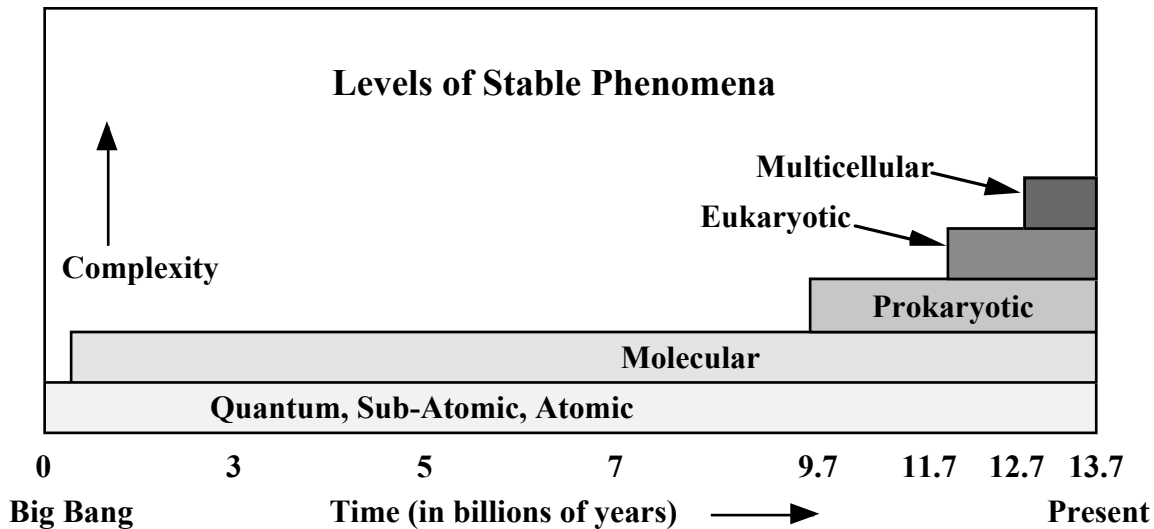 Levels of Stable Phenomena
Multicellular
Eukaryotic
Complexity
Prokaryotic
Molecular
Quantum, Sub-Atomic, Atomic
0 3 5 7 9.7 11.7 12.7 13.7
Big Bang Time (in billions of years) Present